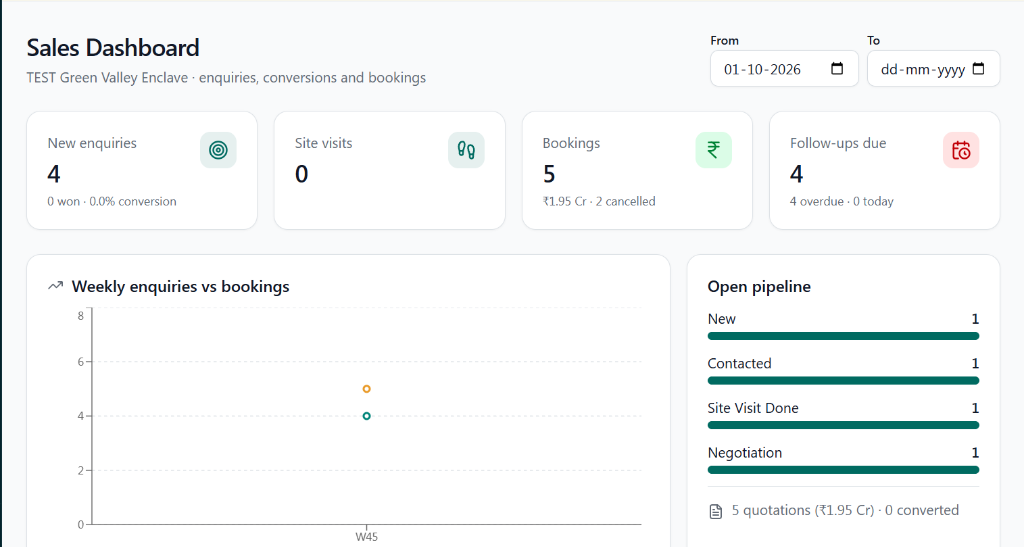 Sales Dashboard
TEST Green Valley Enclave · enquiries, conversions and bookings
From
01-10-2026
To
dd-mm-yyyy
New enquiries
4
0 won · 0.0% conversion
Site visits
0
Bookings
5
₹1.95 Cr · 2 cancelled
Follow-ups due
4
4 overdue · 0 today
Weekly enquiries vs bookings
8
6
4
2
0
W45
Open pipeline
New 1
Contacted 1
Site Visit Done 1
Negotiation 1
5 quotations (₹1.95 Cr) · 0 converted